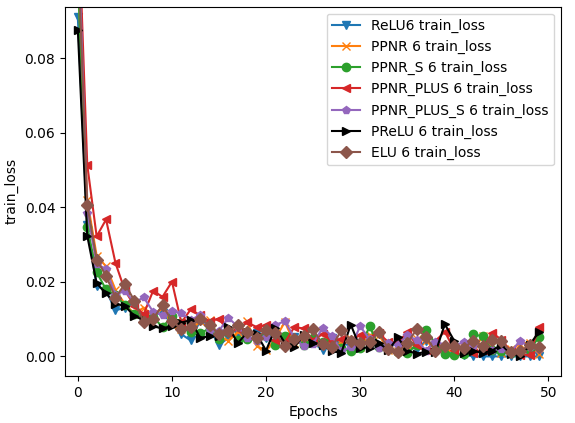 ReLU6 train_loss
PPNR 6 train_loss
PPNR_S 6 train_loss
PPNR_PLUS 6 train_loss
PPNR_PLUS_S 6 train_loss
PReLU 6 train_loss
ELU 6 train_loss
0.08
0.06
0.04
0.02
0.00
train_loss
0 10 20 30 40 50
Epochs